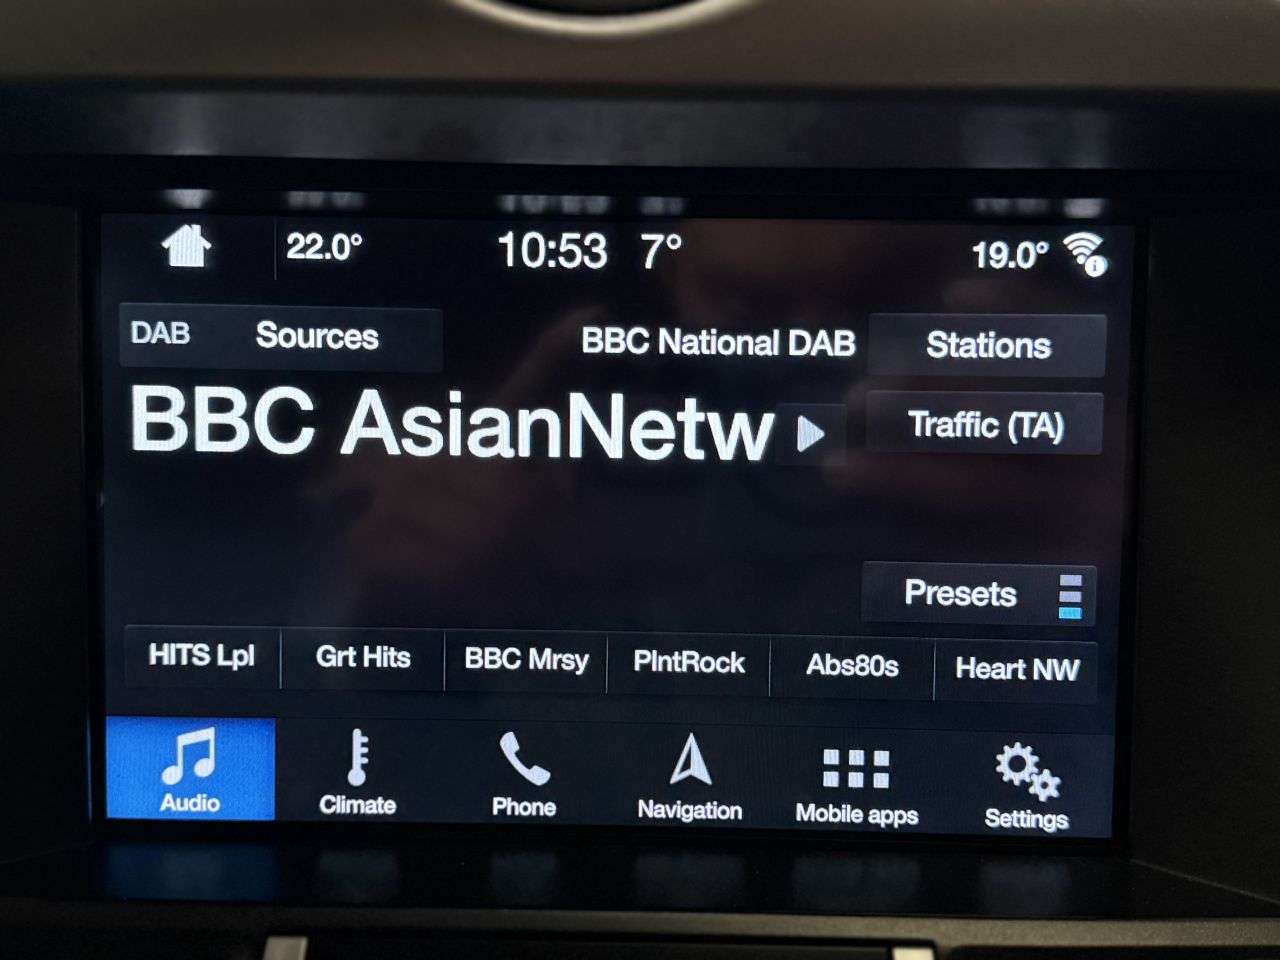 22.0° 10:53 7° 19.0°
DAB Sources BBC National DAB Stations
BBC AsianNetw Traffic (TA)
Presets
HITS Lpl Grt Hits BBC Mrsy PlntRock Abs80s Heart NW
Audio Climate Phone Navigation Mobile apps Settings